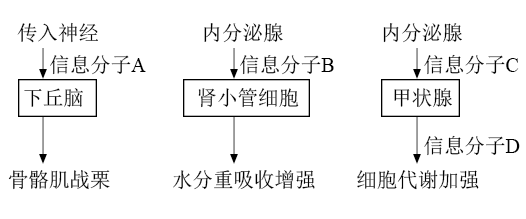 传入神经
信息分子A
下丘脑
骨骼肌战栗
内分泌腺
信息分子B
肾小管细胞
水分重吸收增强
内分泌腺
信息分子C
甲状腺
信息分子D
细胞代谢加强